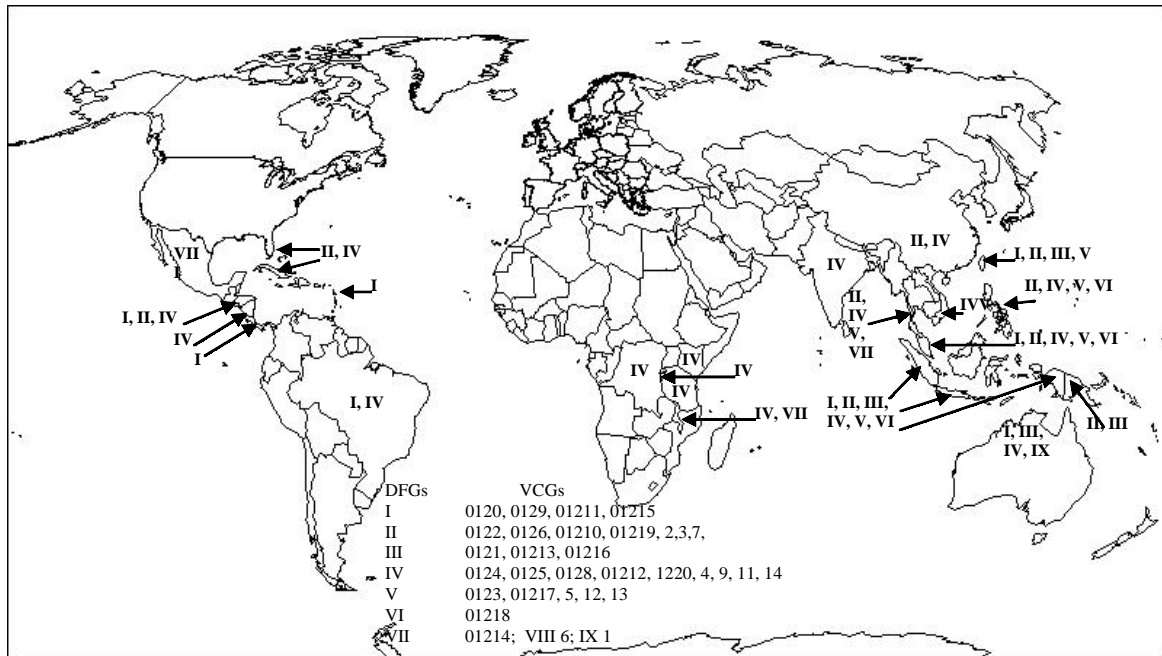 VII
II, IV
I
I, II, IV
IV
I
I, IV
IV
IV
IV
IV
IV, VII
II, IV
IV
II,
IV
V,
VII
IVV
I, II, III, V
II, IV, V, VI
I, II, IV, V, VI
I, II, III,
IV, V, VI
II, III
I, III,
IV, IX
DFGs VCGs
I 0120, 0129, 01211, 01215
II 0122, 0126, 01210, 01219, 2,3,7,
III 0121, 01213, 01216
IV 0124, 0125, 0128, 01212, 1220, 4, 9, 11, 14
V 0123, 01217, 5, 12, 13
VI 01218
VII 01214; VIII 6; IX 1